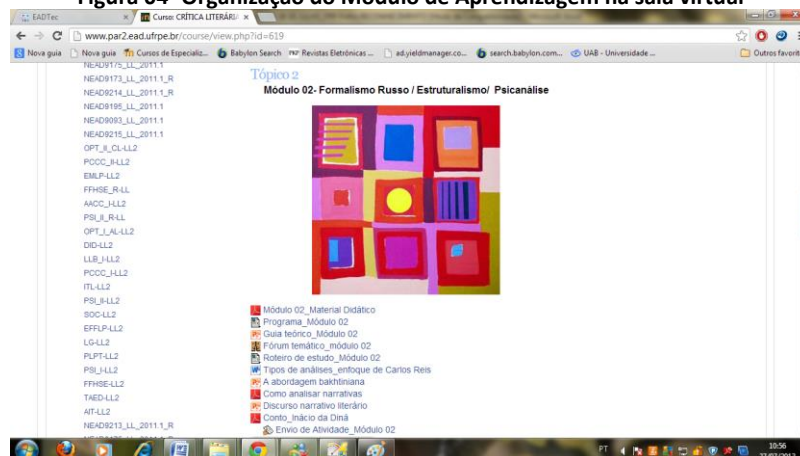 Figura 04- Organização do Módulo de Aprendizagem na sala virtual
EADTec
Curso: CRÍTICA LITERÁRI
www.par2.ead.ufrpe.br/course/view.php?id=619
Nova guia
Nova guia
Cursos de Especializ...
Babylon Search
Revistas Eletrônicas ...
ad.yieldmanager.co...
search.babylon.com...
UAB - Universidade ...
Outros favorit
NEAD9175_LL_2011.1
NEAD9173_LL_2011.1_R
NEAD9214_LL_2011.1_R
NEAD9195_LL_2011.1
NEAD9093_LL_2011.1
NEAD9215_LL_2011.1
OPT_II_CL-LL2
PCCC_II-LL2
EMLP-LL2
FFHSE_R-LL
AACC_I-LL2
PSI_II_R-LL
OPT_I_AL-LL2
DID-LL2
LLB_I-LL2
PCCC_I-LL2
ITL-LL2
PSI_II-LL2
SOC-LL2
EFFLP-LL2
LG-LL2
PLPT-LL2
PSI_I-LL2
FFHSE-LL2
TAED-LL2
AIT-LL2
NEAD9213_LL_2011.1_R
Tópico 2
Módulo 02- Formalismo Russo / Estruturalismo/ Psicanálise
Módulo 02_Material Didático
Programa_Módulo 02
Guia teórico_Módulo 02
Fórum temático_módulo 02
Roteiro de estudo_Módulo 02
Tipos de análises_enfoque de Carlos Reis
A abordagem bakhtiniana
Como analisar narrativas
Discurso narrativo literário
Conto_Inácio da Diná
Envio de Atividade_Módulo 02
PT
10:56